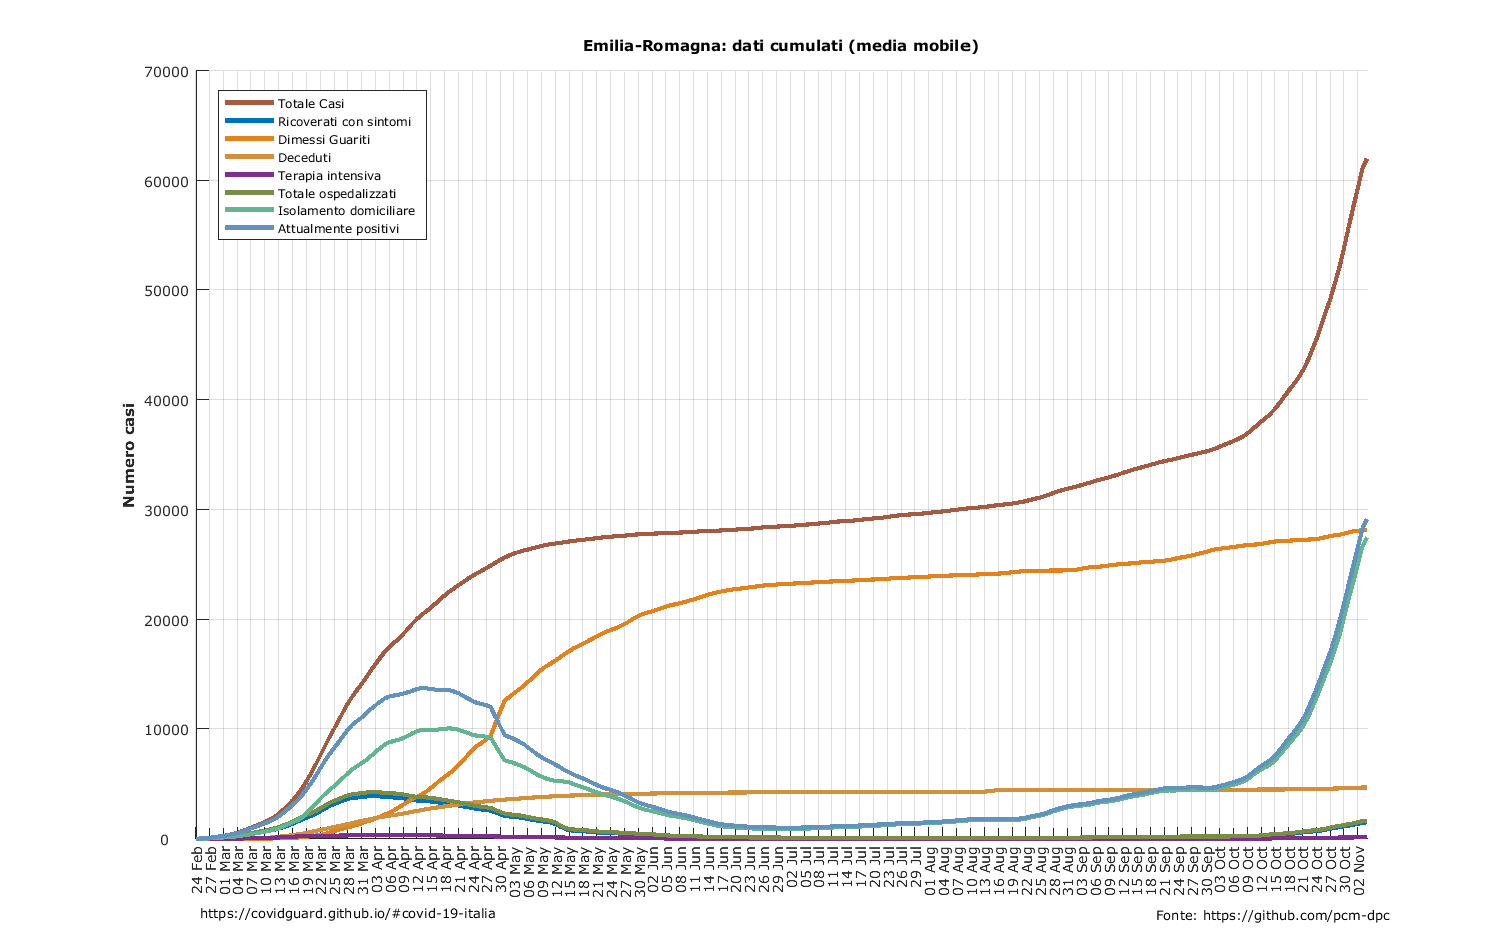 Emilia-Romagna: dati cumulati (media mobile)
70000
60000
50000
40000
30000
20000
10000
0
Numero casi
Totale Casi
Ricoverati con sintomi
Dimessi Guariti
Deceduti
Terapia intensiva
Totale ospedalizzati
Isolamento domiciliare
Attualmente positivi
24 Feb
27 Feb
01 Mar
04 Mar
07 Mar
10 Mar
13 Mar
16 Mar
19 Mar
22 Mar
25 Mar
28 Mar
31 Mar
03 Apr
06 Apr
09 Apr
12 Apr
15 Apr
18 Apr
21 Apr
24 Apr
27 Apr
30 Apr
03 May
06 May
09 May
12 May
15 May
18 May
21 May
24 May
27 May
30 May
02 Jun
05 Jun
08 Jun
11 Jun
14 Jun
17 Jun
20 Jun
23 Jun
26 Jun
29 Jun
02 Jul
05 Jul
08 Jul
11 Jul
14 Jul
17 Jul
20 Jul
23 Jul
26 Jul
29 Jul
01 Aug
04 Aug
07 Aug
10 Aug
13 Aug
16 Aug
19 Aug
22 Aug
25 Aug
28 Aug
31 Aug
03 Sep
06 Sep
09 Sep
12 Sep
15 Sep
18 Sep
21 Sep
24 Sep
27 Sep
30 Sep
03 Oct
06 Oct
09 Oct
12 Oct
15 Oct
18 Oct
21 Oct
24 Oct
27 Oct
30 Oct
02 Nov
https://covidguard.github.io/#covid-19-italia
Fonte: https://github.com/pcm-dpc